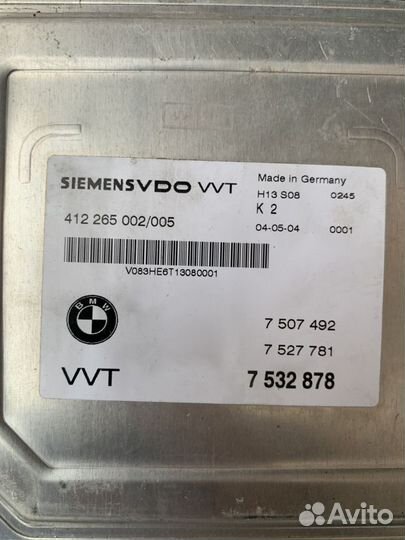 SIEMENSVDO VVT
Made in Germany
H13 S08 0245
K 2
412 265 002/005
04-05-04 0001
V083HE6T13080001
BMW
7 507 492
7 527 781
VVT
7 532 878
Avito